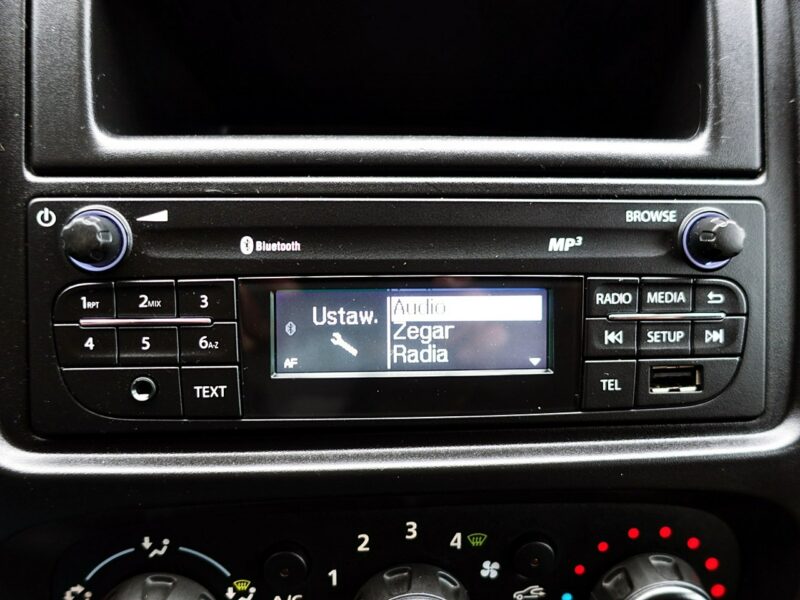 BROWSE
Bluetooth
MP3
1RPT 2MIX 3
4 5 6A-Z
TEXT
Ustaw.
AF
Audio
Zegar
Radia
RADIO MEDIA
SETUP
TEL
1 2 3 4
A/C